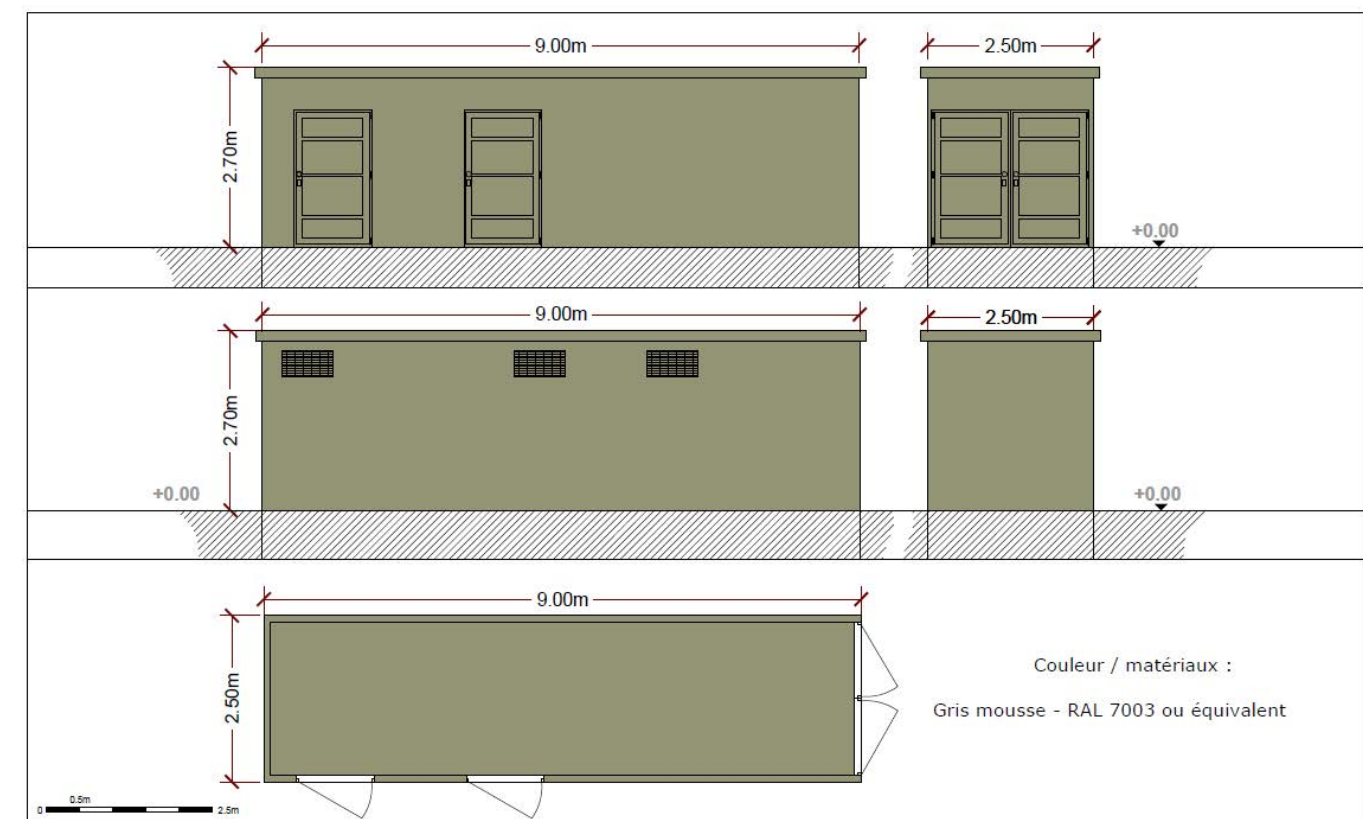 9.00m
2.50m
2.70m
+0.00
9.00m
2.50m
2.70m
+0.00
+0.00
9.00m
2.50m
Couleur / matériaux :
Gris mousse - RAL 7003 ou équivalent
0.5m
0
2.5m